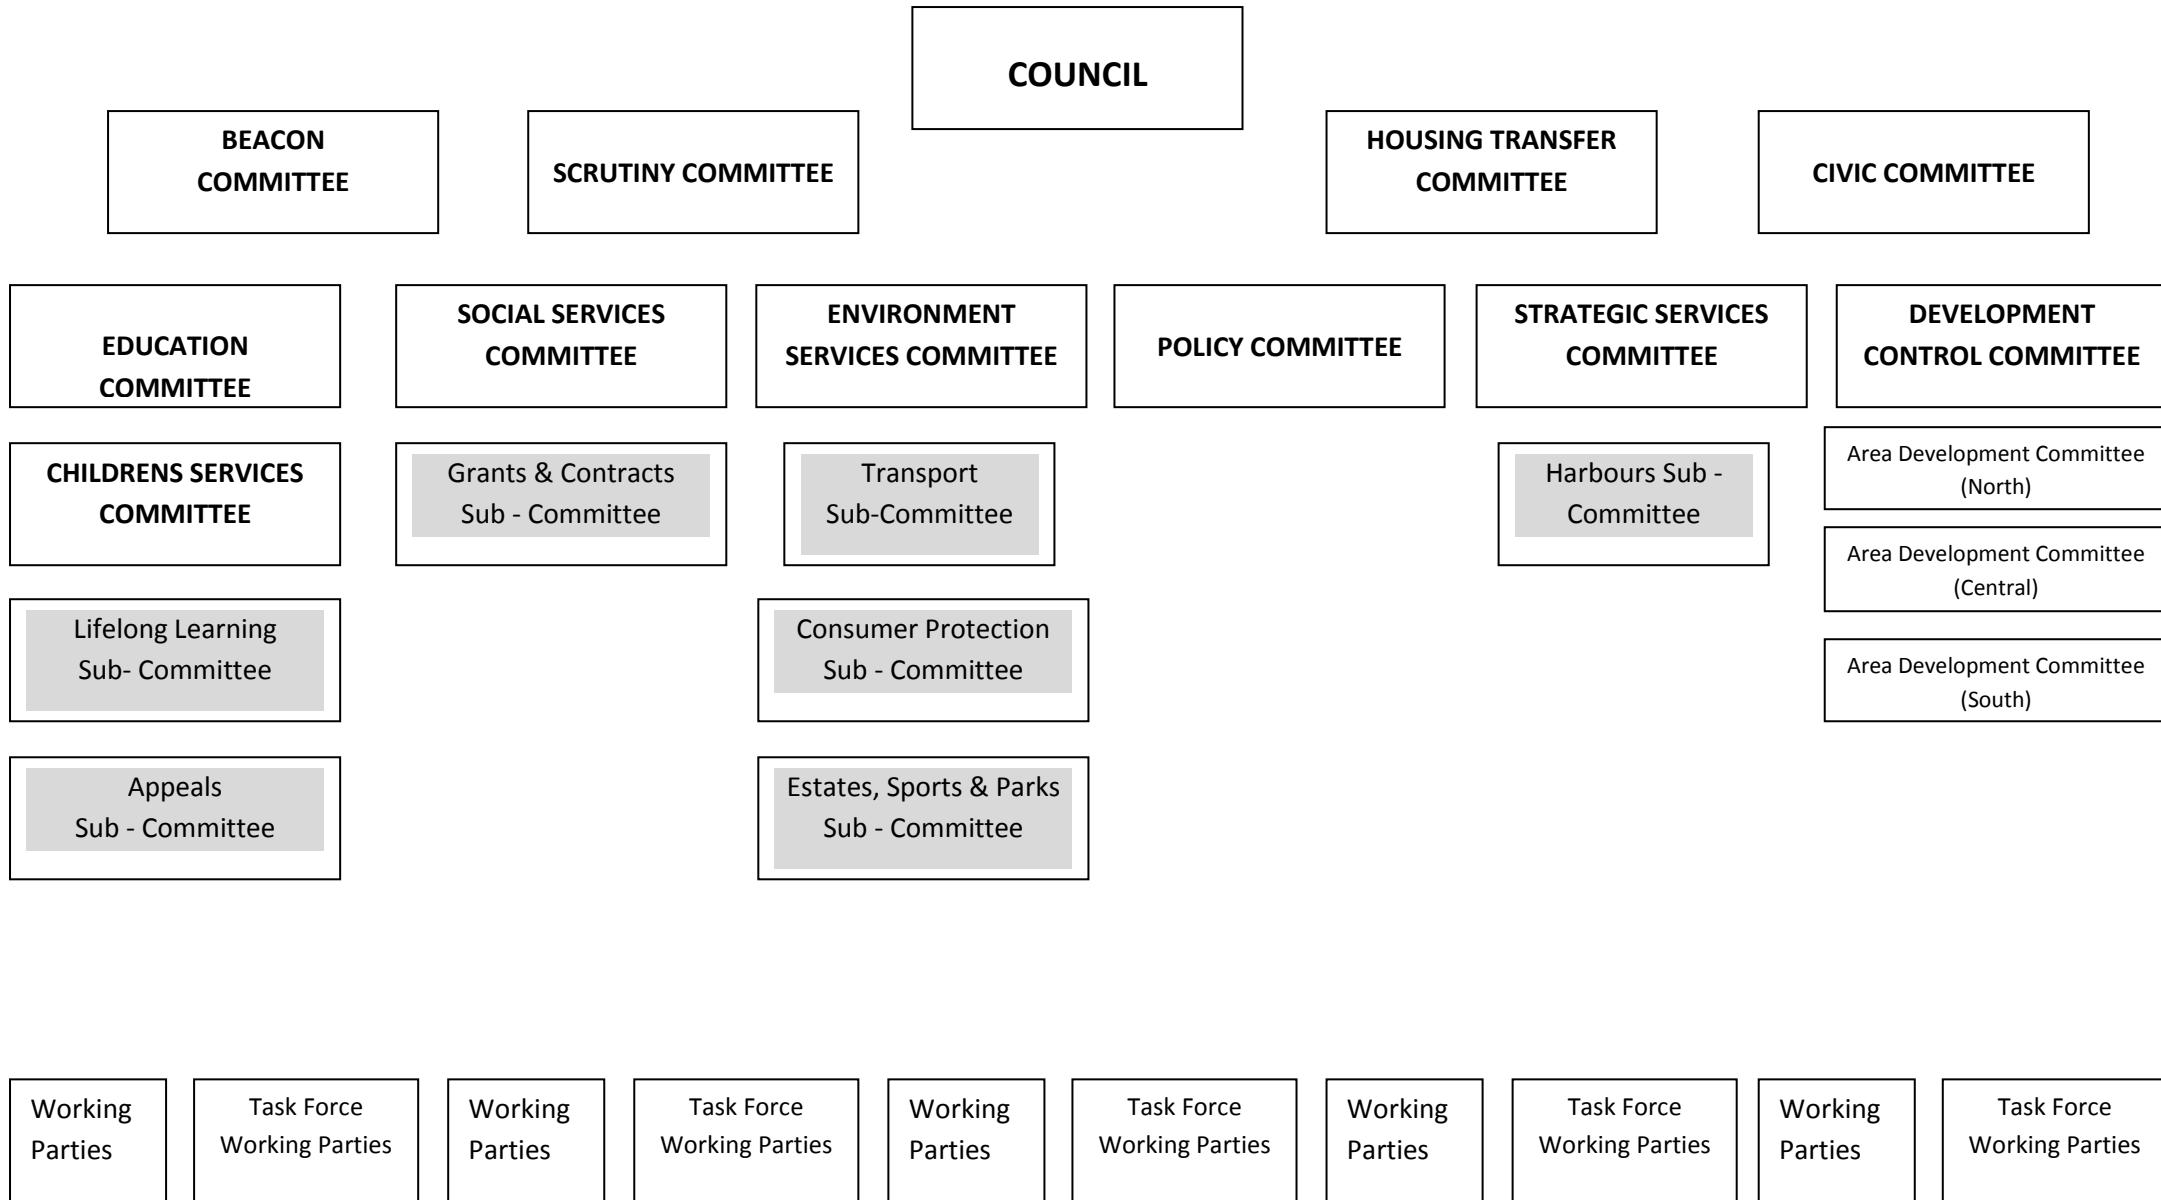 COUNCIL
BEACON
COMMITTEE
SCRUTINY COMMITTEE
HOUSING TRANSFER
COMMITTEE
CIVIC COMMITTEE
EDUCATION
COMMITTEE
SOCIAL SERVICES
COMMITTEE
ENVIRONMENT
SERVICES COMMITTEE
POLICY COMMITTEE
STRATEGIC SERVICES
COMMITTEE
DEVELOPMENT
CONTROL COMMITTEE
CHILDRENS SERVICES
COMMITTEE
Grants & Contracts
Sub - Committee
Transport
Sub-Committee
Harbours Sub -
Committee
Area Development Committee
(North)
Area Development Committee
(Central)
Lifelong Learning
Sub- Committee
Consumer Protection
Sub - Committee
Area Development Committee
(South)
Appeals
Sub - Committee
Estates, Sports & Parks
Sub - Committee
Working
Parties
Task Force
Working Parties
Working
Parties
Task Force
Working Parties
Working
Parties
Task Force
Working Parties
Working
Parties
Task Force
Working Parties
Working
Parties
Task Force
Working Parties